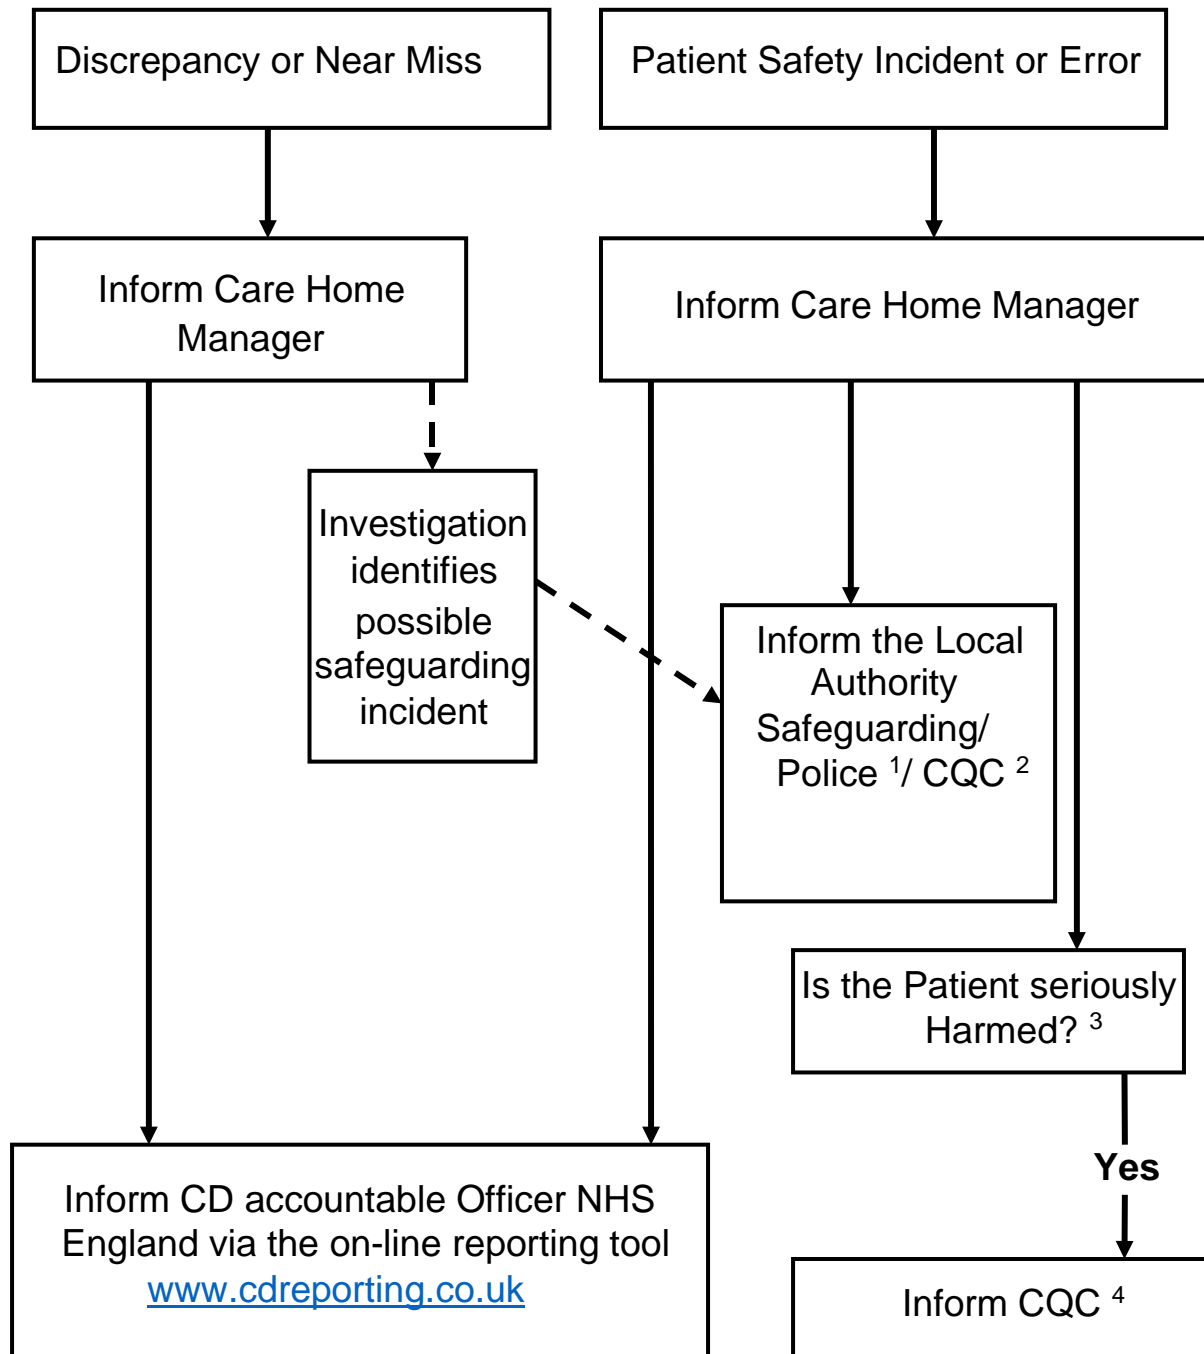 Discrepancy or Near Miss
Patient Safety Incident or Error
Inform Care Home
Manager
Inform Care Home Manager
Investigation
identifies
possible
safeguarding
incident
Inform the Local
Authority
Safeguarding/
Police ¹/ CQC ²
Is the Patient seriously
Harmed? ³
Yes
Inform CD accountable Officer NHS
England via the on-line reporting tool
www.cdreporting.co.uk
Inform CQC ⁴